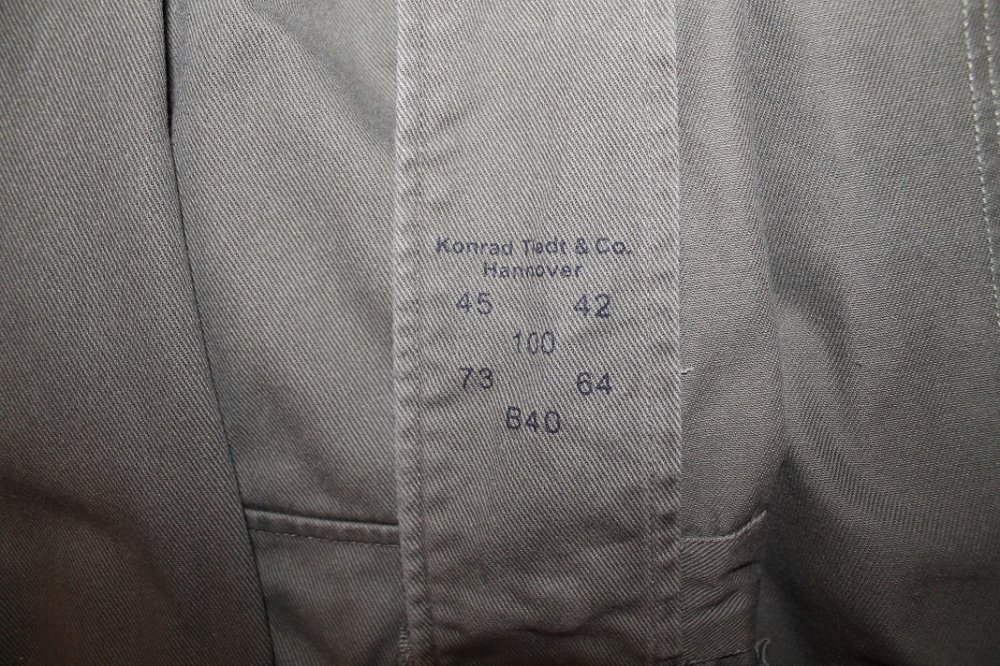 Konrad Tiedt & Co.
Hannover
45 42
100
73 64
B40